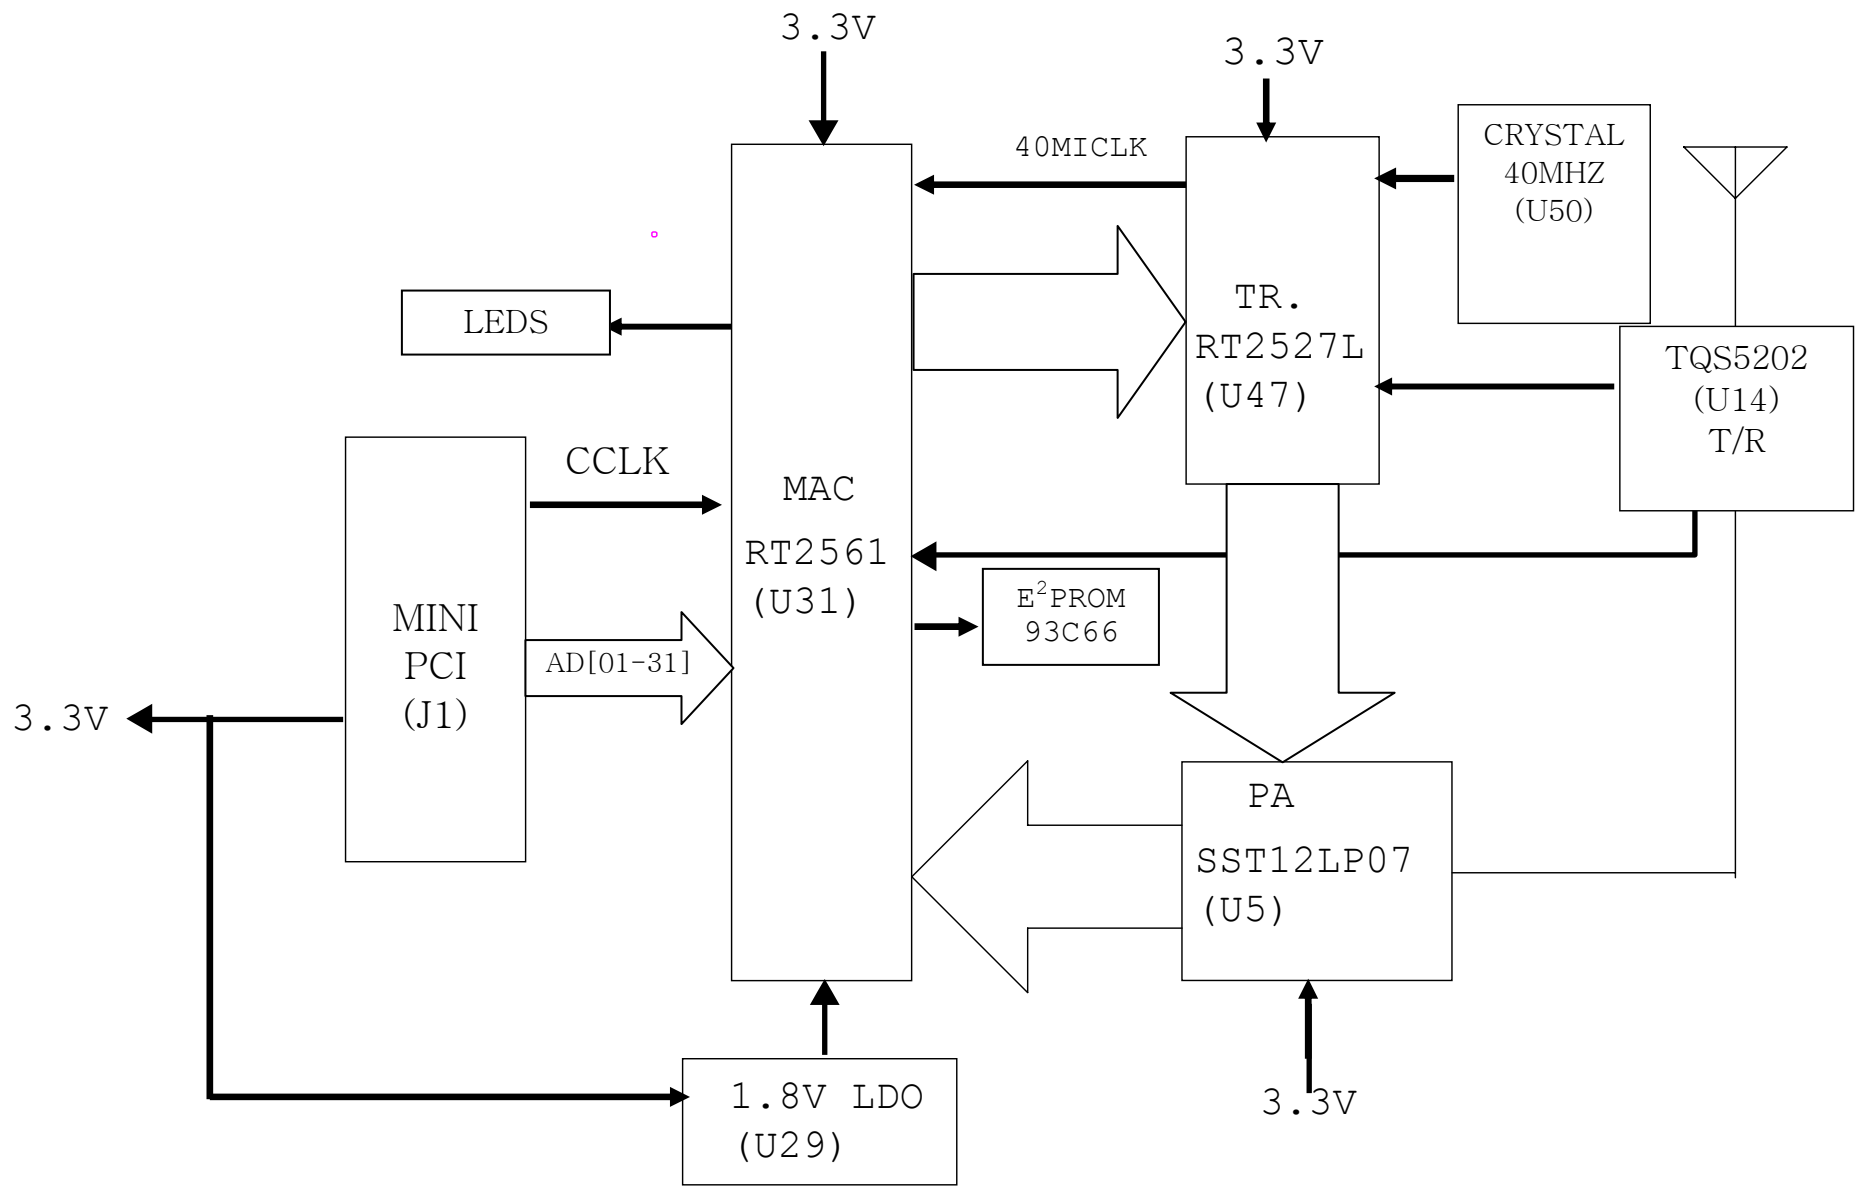 3.3V
3.3V
40MICLK
CRYSTAL
40MHZ
(U50)
LEDS
TR.
RT2527L
(U47)
TQS5202
(U14)
T/R
CCLK
MAC
RT2561
(U31)
E²PROM
93C66
MINI
PCI
(J1)
AD[01-31]
3.3V
PA
SST12LP07
(U5)
1.8V LDO
(U29)
3.3V